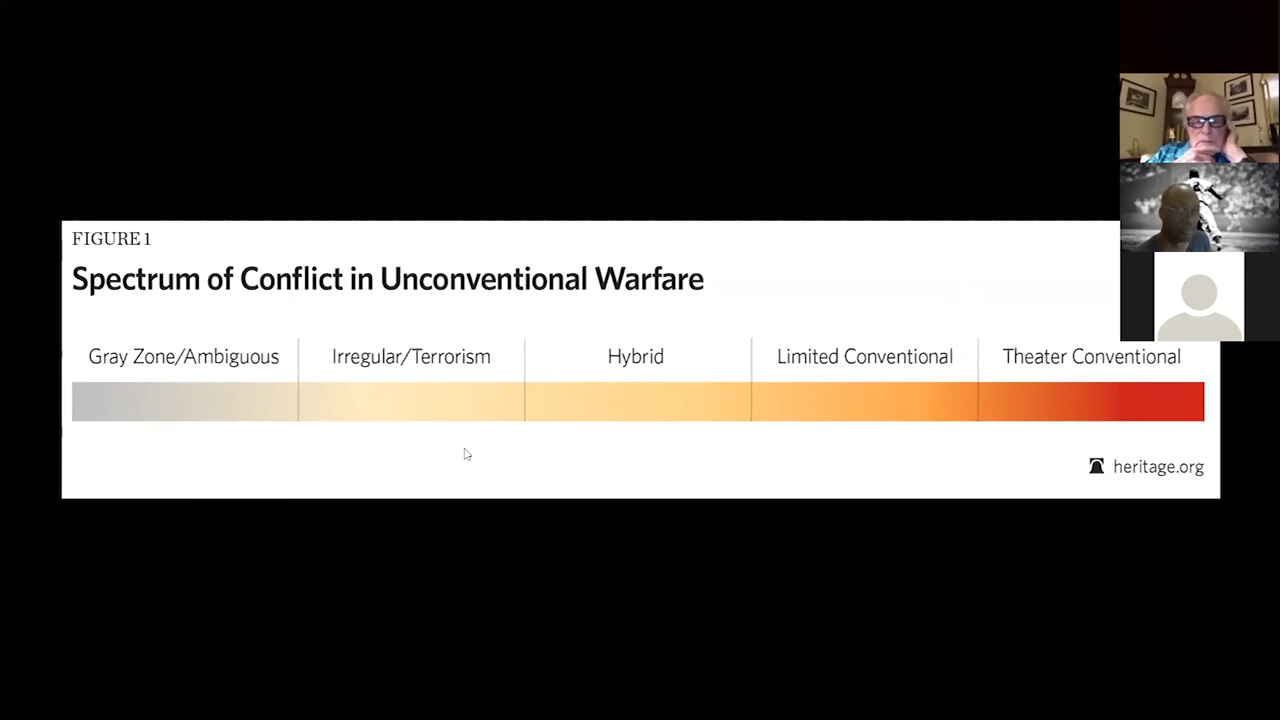 FIGURE 1
Spectrum of Conflict in Unconventional Warfare
Gray Zone/Ambiguous Irregular/Terrorism Hybrid Limited Conventional Theater Conventional
heritage.org